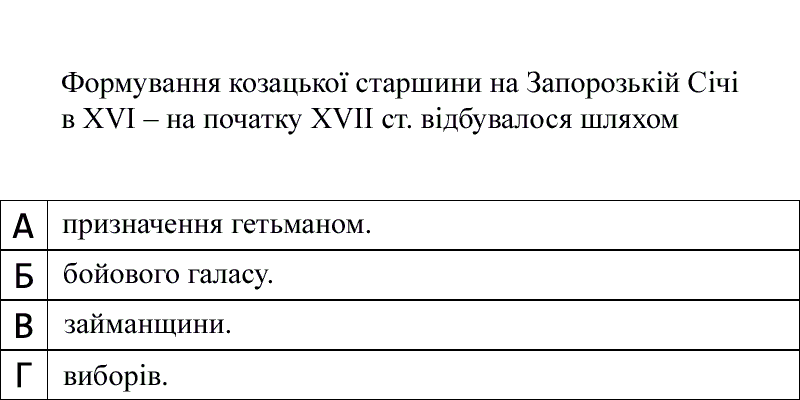 Формування козацької старшини на Запорозькій Січі
в XVI – на початку XVII ст. відбувалося шляхом
А призначення гетьманом.
Б бойового галасу.
В займанщини.
Г виборів.